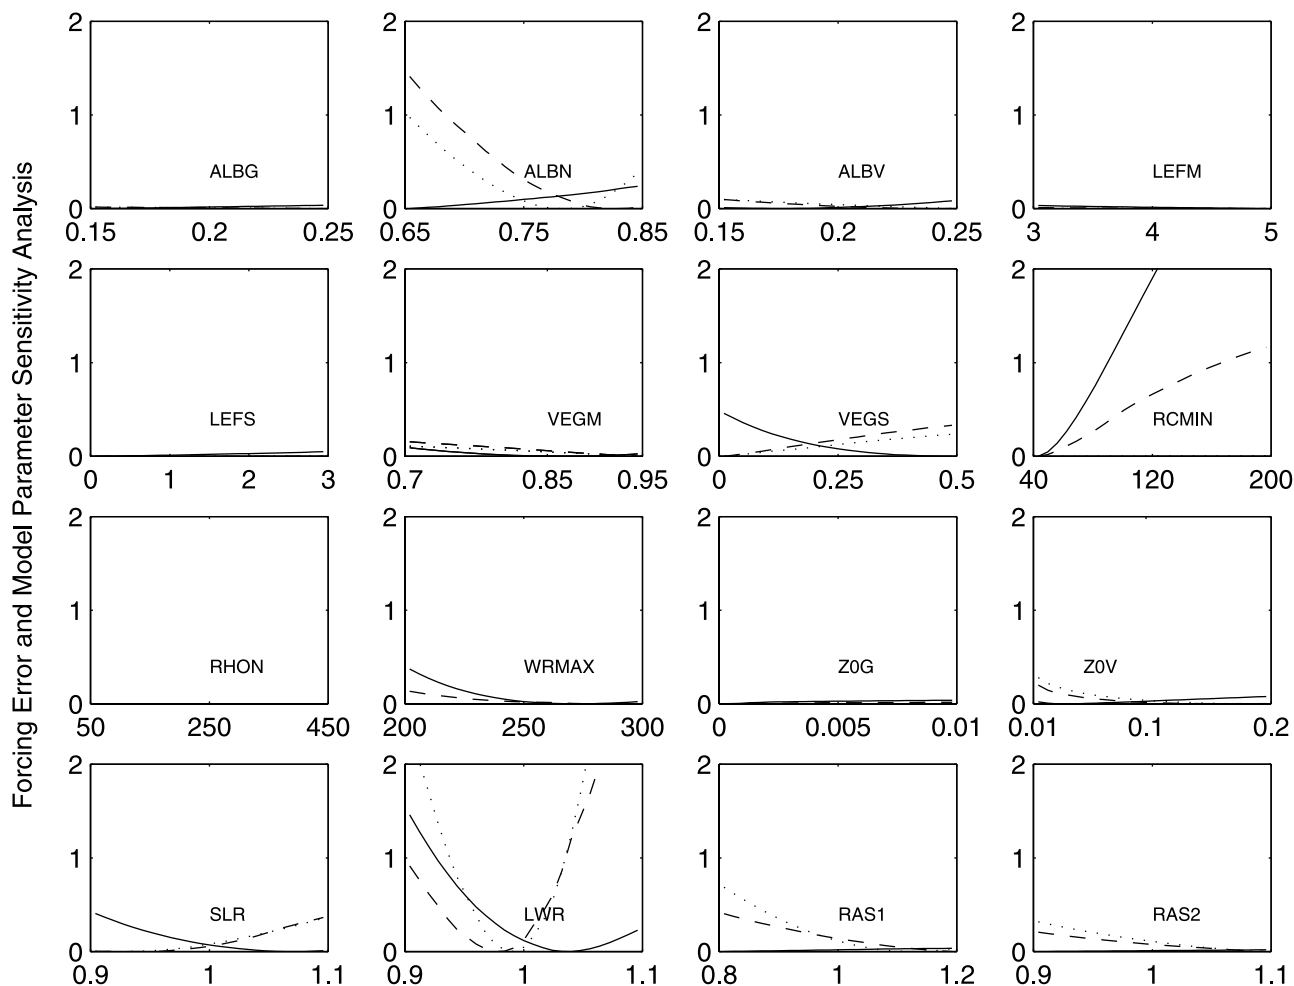 Forcing Error and Model Parameter Sensitivity Analysis
2 2 2 2
1 1 1 1
ALBG ALBN ALBV LEFM
0 0 0 0
0.15 0.2 0.25 0.65 0.75 0.85 0.15 0.2 0.25 3 4 5
2 2 2 2
1 1 1 1
LEFS VEGM VEGS RCMIN
0 0 0 0
0 1 2 3 0.7 0.85 0.95 0 0.25 0.5 40 120 200
2 2 2 2
1 1 1 1
RHON WRMAX Z0G Z0V
0 0 0 0
50 250 450 200 250 300 0 0.005 0.01 0.01 0.1 0.2
2 2 2 2
1 1 1 1
SLR LWR RAS1 RAS2
0 0 0 0
0.9 1 1.1 0.9 1 1.1 0.8 1 1.2 0.9 1 1.1